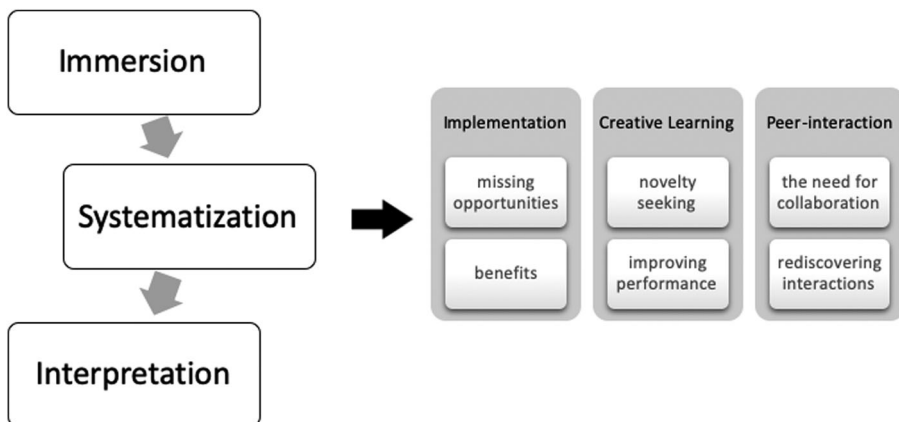 Immersion
Systematization
Interpretation
Implementation
missing
opportunities
benefits
Creative Learning
novelty
seeking
improving
performance
Peer-interaction
the need for
collaboration
rediscovering
interactions